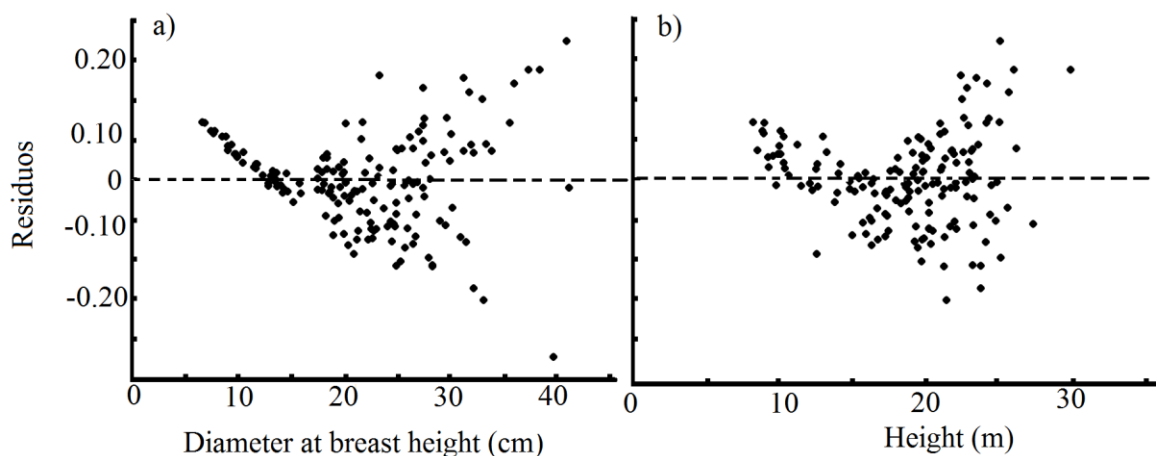 a)
b)
0.20
0.10
0
-0.10
-0.20
Residuos
0 10 20 30 40
0 10 20 30
Diameter at breast height (cm)
Height (m)